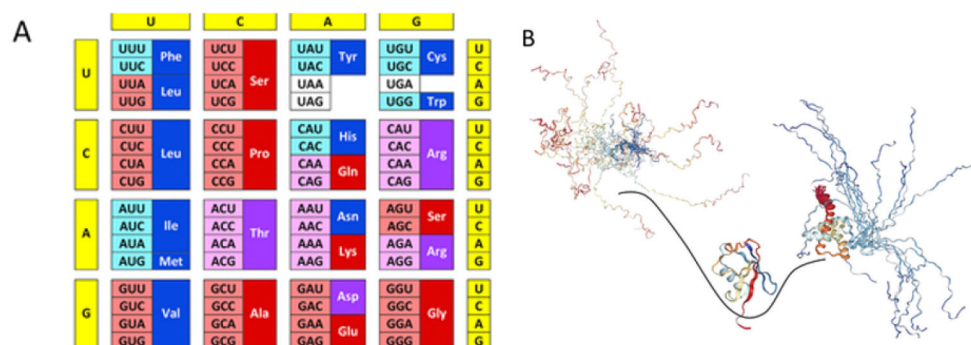 A
B
U C A G
U
UUU UCU UAU UGU U
UUC UCC UAC UGC C
UUA UCA UAA UGA A
UUG UCG UAG UGG G
Phe Leu Ser Tyr Cys Trp
C
CUU CCU CAU CAU U
CUC CCC CAC CAC C
CUA CCA CAA CAA A
CUG CCG CAG CAG G
Leu Pro His Gln Arg
A
AUU ACU AAU AGU U
AUC ACC AAC AGC C
AUA ACA AAA AGA A
AUG ACG AAG AGG G
Ile Met Thr Asn Lys Ser Arg
G
GUU GCU GAU GGU U
GUC GCC GAC GGC C
GUA GCA GAA GGA A
GUG GCG GAG GGG G
Val Ala Asp Glu Gly